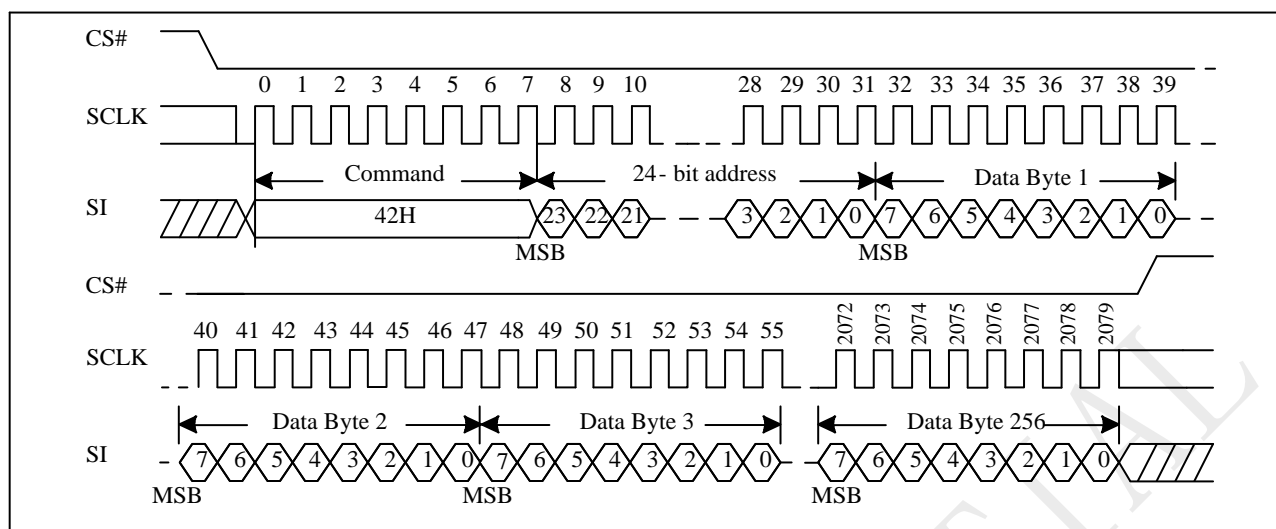 CS#
0 1 2 3 4 5 6 7 8 9 10 28 29 30 31 32 33 34 35 36 37 38 39
SCLK
Command 24- bit address Data Byte 1
SI 42H 23 22 21 3 2 1 0 7 6 5 4 3 2 1 0
MSB MSB
CS#
40 41 42 43 44 45 46 47 48 49 50 51 52 53 54 55 2072 2073 2074 2075 2076 2077 2078 2079
SCLK
Data Byte 2 Data Byte 3 Data Byte 256
SI 7 6 5 4 3 2 1 0 7 6 5 4 3 2 1 0 7 6 5 4 3 2 1 0
MSB MSB MSB